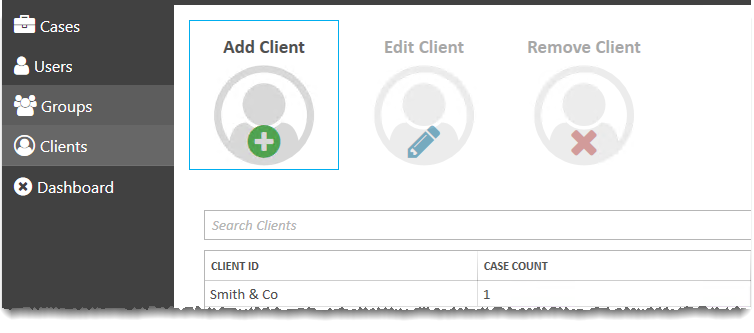 Cases
Users
Groups
Clients
Dashboard
Add Client
Edit Client
Remove Client
Search Clients
CLIENT ID CASE COUNT
Smith & Co 1